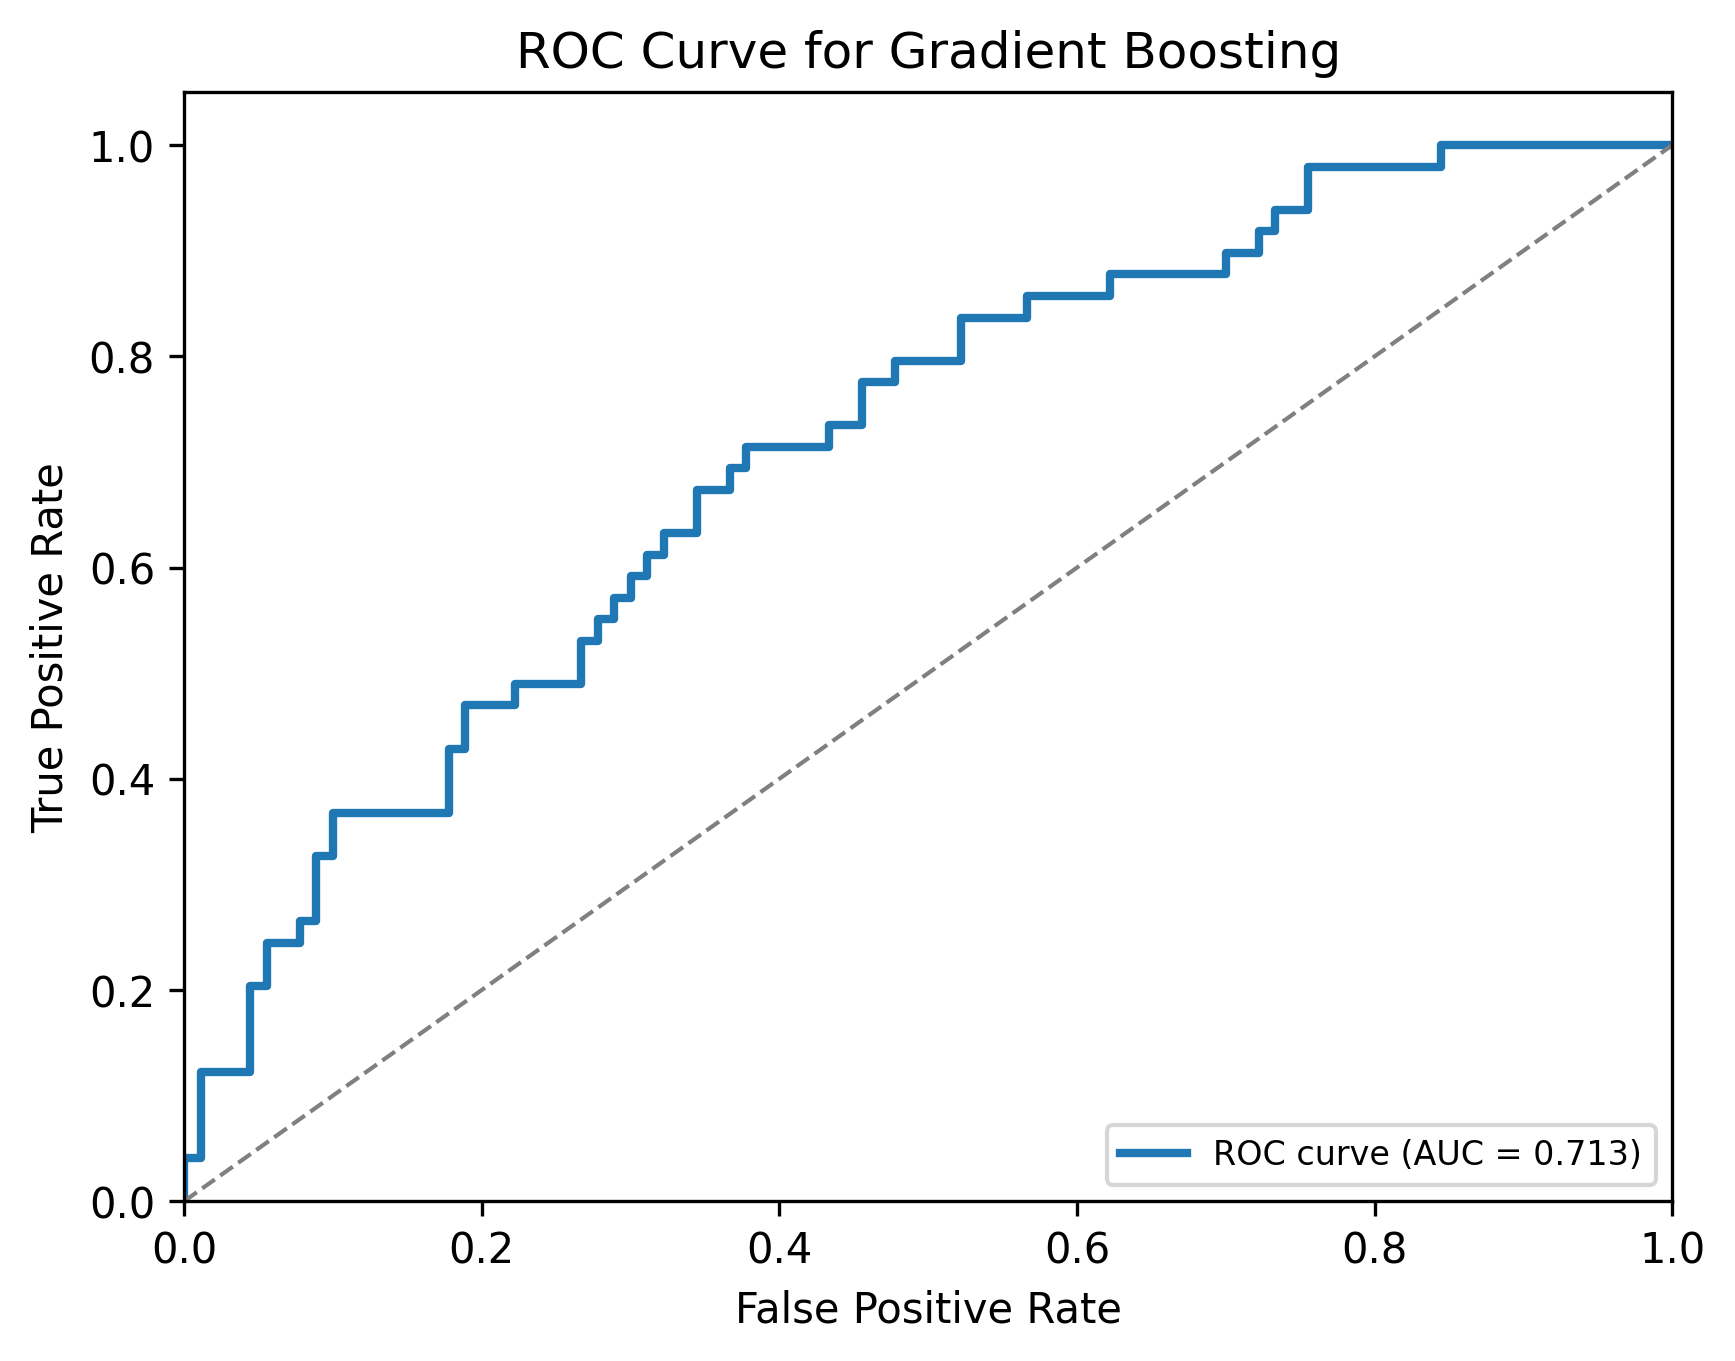 ROC Curve for Gradient Boosting
True Positive Rate
1.0
0.8
0.6
0.4
0.2
0.0
0.0 0.2 0.4 0.6 0.8 1.0
False Positive Rate
ROC curve (AUC = 0.713)